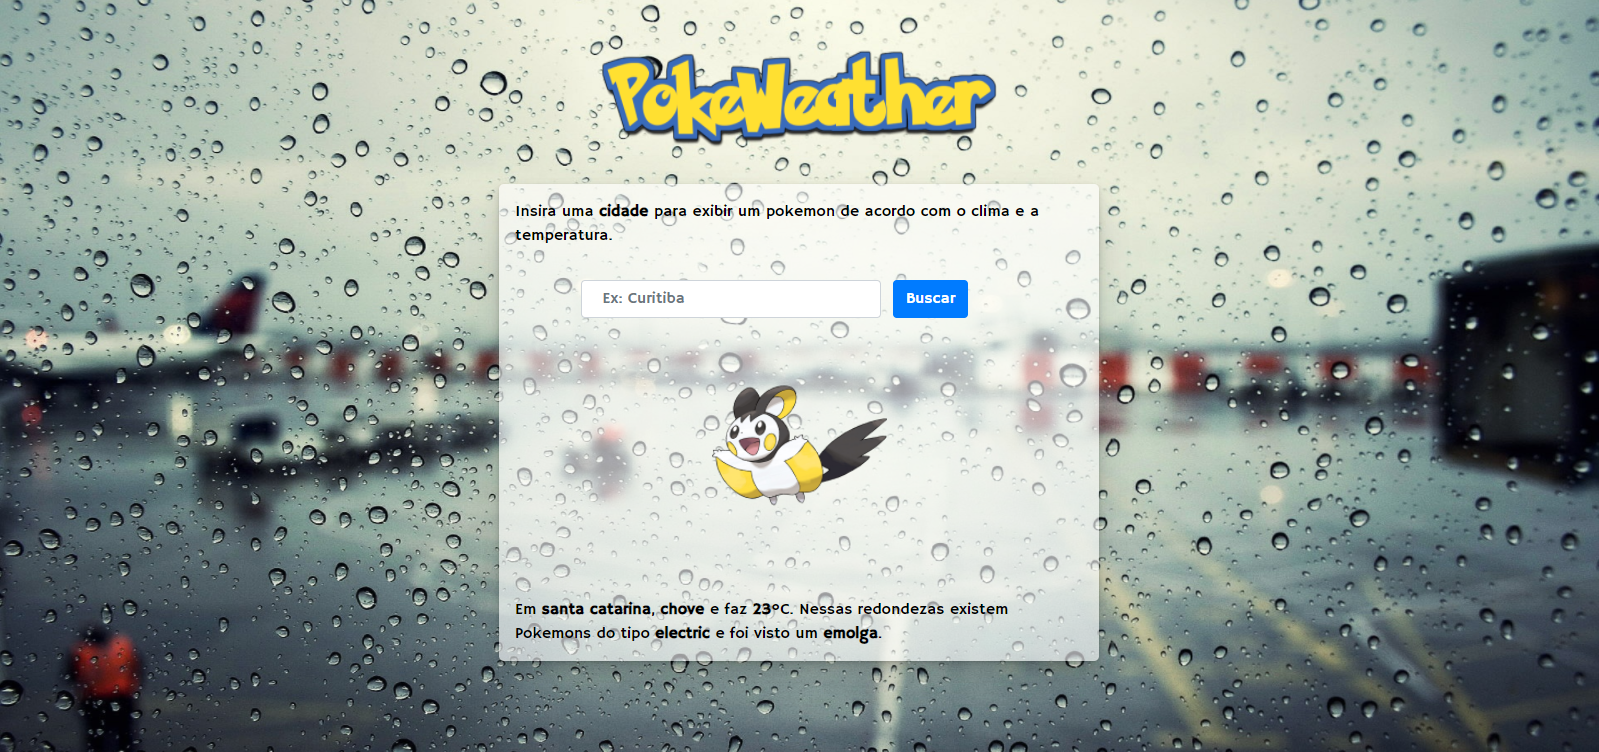 PokeWeather
Insira uma cidade para exibir um pokemon de acordo com o clima e a
temperatura.
Ex: Curitiba
Buscar
Em santa catarina, chove e faz 23°C. Nessas redondezas existem
Pokemons do tipo electric e foi visto um emolga.